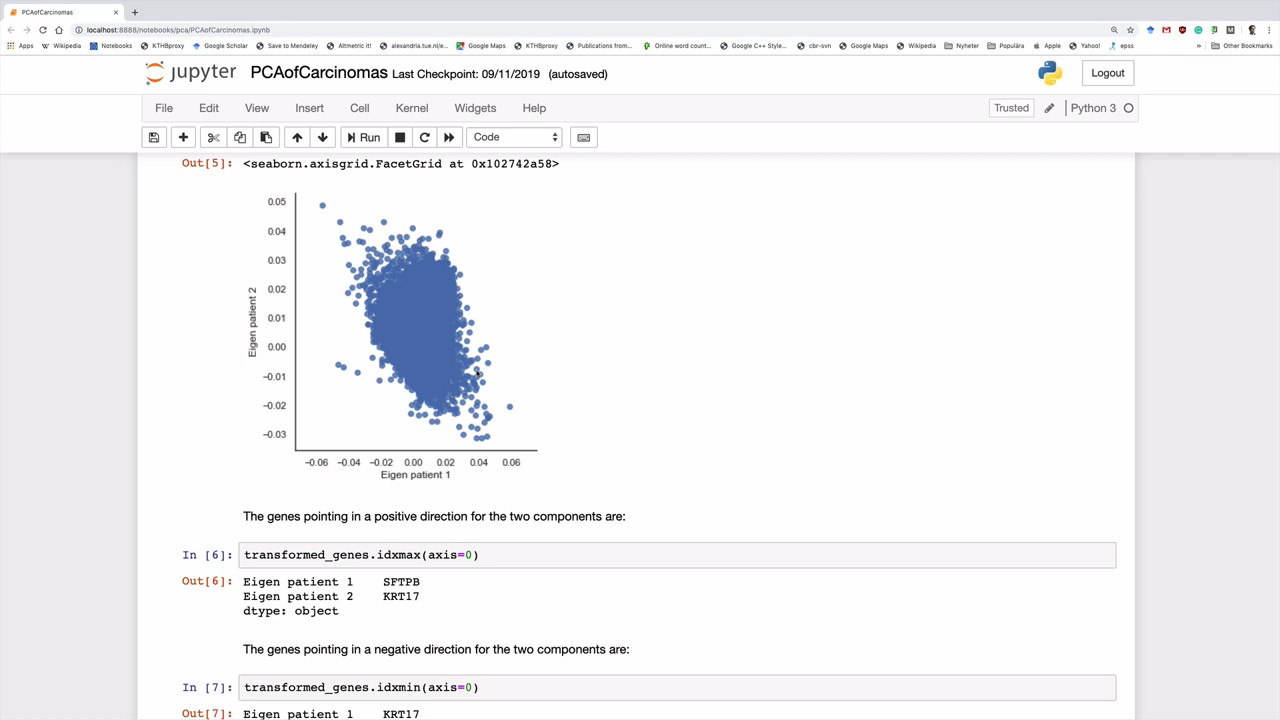 PCAofCarcinomas
localhost:8888/notebooks/pca/PCAofCarcinomas.ipynb
Apps Wikipedia Notebooks KTHBproxy Google Scholar Save to Mendeley Altmetric it! alexandria.tue.nl/e... Google Maps KTHBproxy Publications from... Online word count... Google C++ Style... cbr-svn Google Maps Wikipedia Nyheter Populära Apple Yahoo! epss Other Bookmarks
jupyter PCAofCarcinomas Last Checkpoint: 09/11/2019 (autosaved) Logout
File Edit View Insert Cell Kernel Widgets Help Trusted Python 3
Run Code
Out[5]: <seaborn.axisgrid.FacetGrid at 0x102742a58>
0.05
0.04
0.03
0.02
0.01
0.00
−0.01
−0.02
−0.03
Eigen patient 2
−0.06 −0.04 −0.02 0.00 0.02 0.04 0.06
Eigen patient 1
The genes pointing in a positive direction for the two components are:
In [6]: transformed_genes.idxmax(axis=0)
Out[6]: Eigen patient 1 SFTPB
Eigen patient 2 KRT17
dtype: object
The genes pointing in a negative direction for the two components are:
In [7]: transformed_genes.idxmin(axis=0)
Out[7]: Eigen patient 1 KRT17